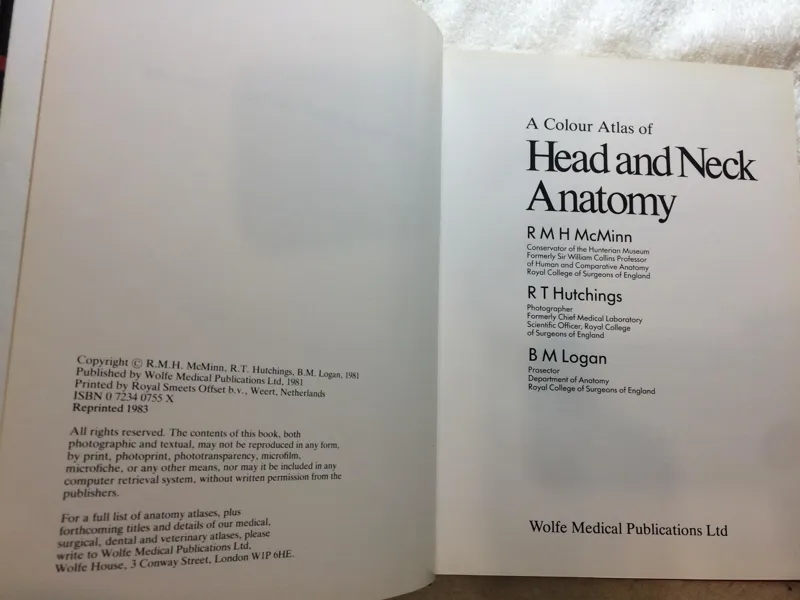 Copyright © R.M.H. McMinn, R.T. Hutchings, B.M. Logan, 1981
Published by Wolfe Medical Publications Ltd, 1981
Printed by Royal Smeets Offset b.v., Weert, Netherlands
ISBN 0 7234 0755 X
Reprinted 1983
All rights reserved. The contents of this book, both
photographic and textual, may not be reproduced in any form,
by print, photoprint, phototransparency, microfilm,
microfiche, or any other means, nor may it be included in any
computer retrieval system, without written permission from the
publishers.
For a full list of anatomy atlases, plus
forthcoming titles and details of our medical,
surgical, dental and veterinary atlases, please
write to Wolfe Medical Publications Ltd,
Wolfe House, 3 Conway Street, London W1P 6HE.
A Colour Atlas of
Head and Neck
Anatomy
R M H McMinn
Conservator of the Hunterian Museum
Formerly Sir William Collins Professor
of Human and Comparative Anatomy
Royal College of Surgeons of England
R T Hutchings
Photographer
Formerly Chief Medical Laboratory
Scientific Officer, Royal College
of Surgeons of England
B M Logan
Prosector
Department of Anatomy
Royal College of Surgeons of England
Wolfe Medical Publications Ltd